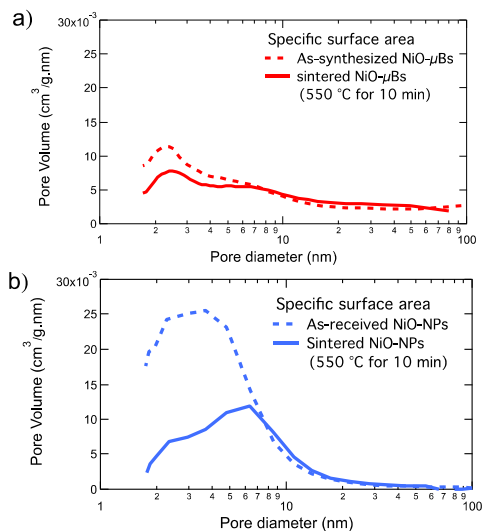 a)
30x10⁻³
25
20
15
10
5
0
Pore Volume (cm³/g.nm)
Specific surface area
As-synthesized NiO-µBs
sintered NiO-µBs
(550 °C for 10 min)
1 2 3 4 5 6 7 8 9 10 2 3 4 5 6 7 8 9 100
Pore diameter (nm)
b)
30x10⁻³
25
20
15
10
5
0
Pore Volume (cm³/g.nm)
Specific surface area
As-received NiO-NPs
Sintered NiO-NPs
(550 °C for 10 min)
1 2 3 4 5 6 7 8 9 10 2 3 4 5 6 7 8 9 100
Pore diameter (nm)